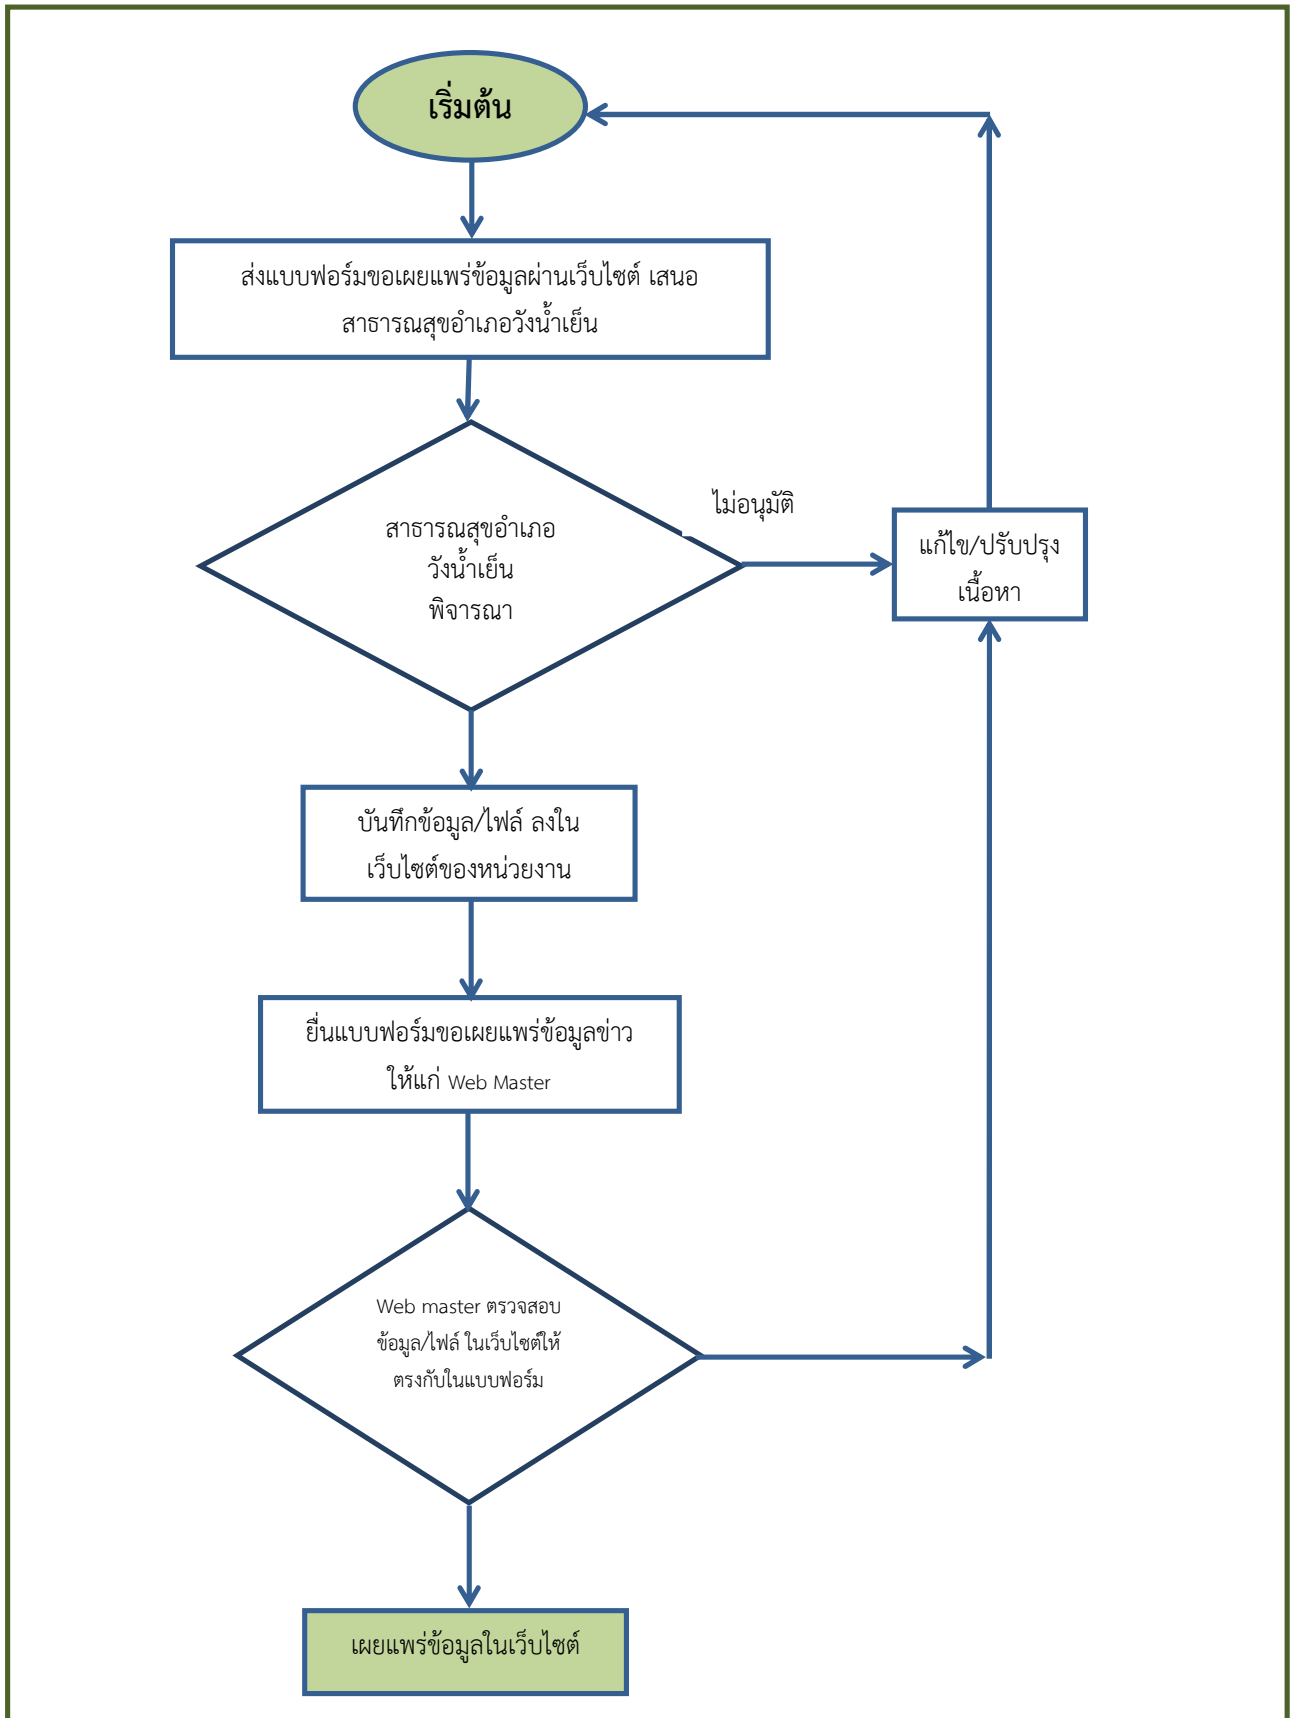 เริ่มต้น
ส่งแบบฟอร์มขอเผยแพร่ข้อมูลผ่านเว็บไซต์ เสนอ
สาธารณสุขอำเภอวังน้ำเย็น
ไม่อนุมัติ
สาธารณสุขอำเภอ
วังน้ำเย็น
พิจารณา
แก้ไข/ปรับปรุง
เนื้อหา
บันทึกข้อมูล/ไฟล์ ลงใน
เว็บไซต์ของหน่วยงาน
ยื่นแบบฟอร์มขอเผยแพร่ข้อมูลข่าว
ให้แก่ Web Master
Web master ตรวจสอบ
ข้อมูล/ไฟล์ ในเว็บไซต์ให้
ตรงกับในแบบฟอร์ม
เผยแพร่ข้อมูลในเว็บไซต์